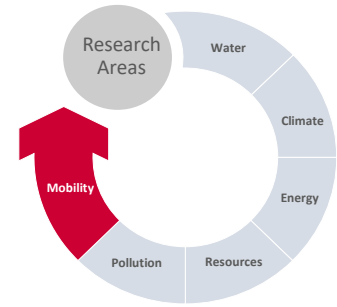 Research
Areas
Water
Climate
Energy
Resources
Pollution
Mobility